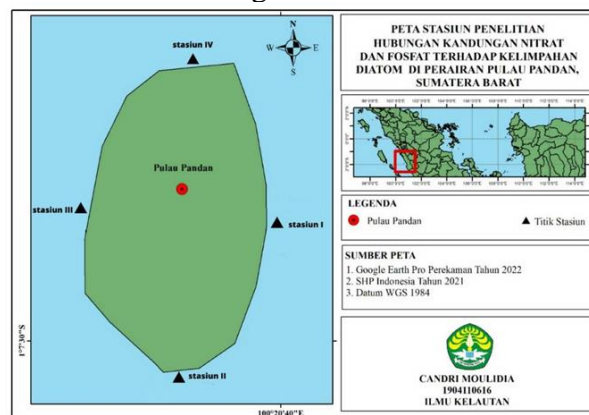 stasiun IV
N
W E
S
Pulau Pandan
stasiun III
stasiun I
stasiun II
1°7'30"S
100°20'40"E
PETA STASIUN PENELITIAN
HUBUNGAN KANDUNGAN NITRAT
DAN FOSFAT TERHADAP KELIMPAHAN
DIATOM DI PERAIRAN PULAU PANDAN,
SUMATERA BARAT
LEGENDA
Pulau Pandan
Titik Stasiun
SUMBER PETA
1. Google Earth Pro Perekaman Tahun 2022
2. SHP Indonesia Tahun 2021
3. Datum WGS 1984
CANDRI MOULIDIA
1904110616
ILMU KELAUTAN